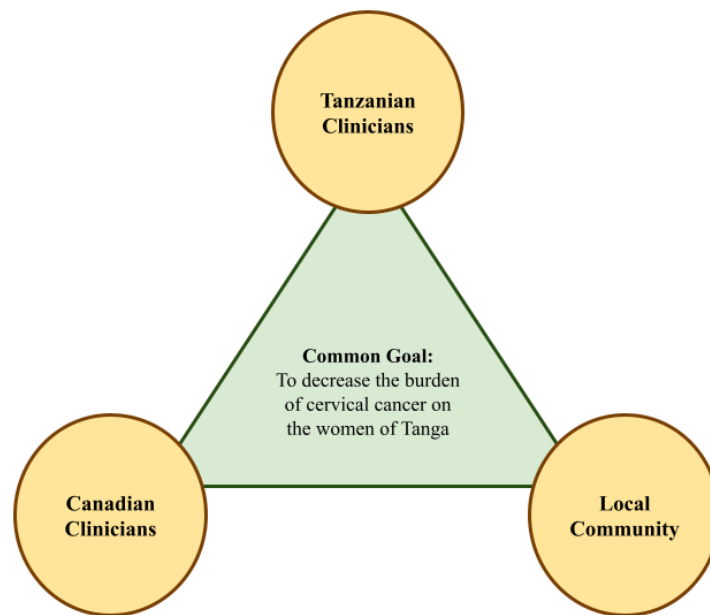 Tanzanian
Clinicians
Common Goal:
To decrease the burden
of cervical cancer on
the women of Tanga
Canadian
Clinicians
Local
Community